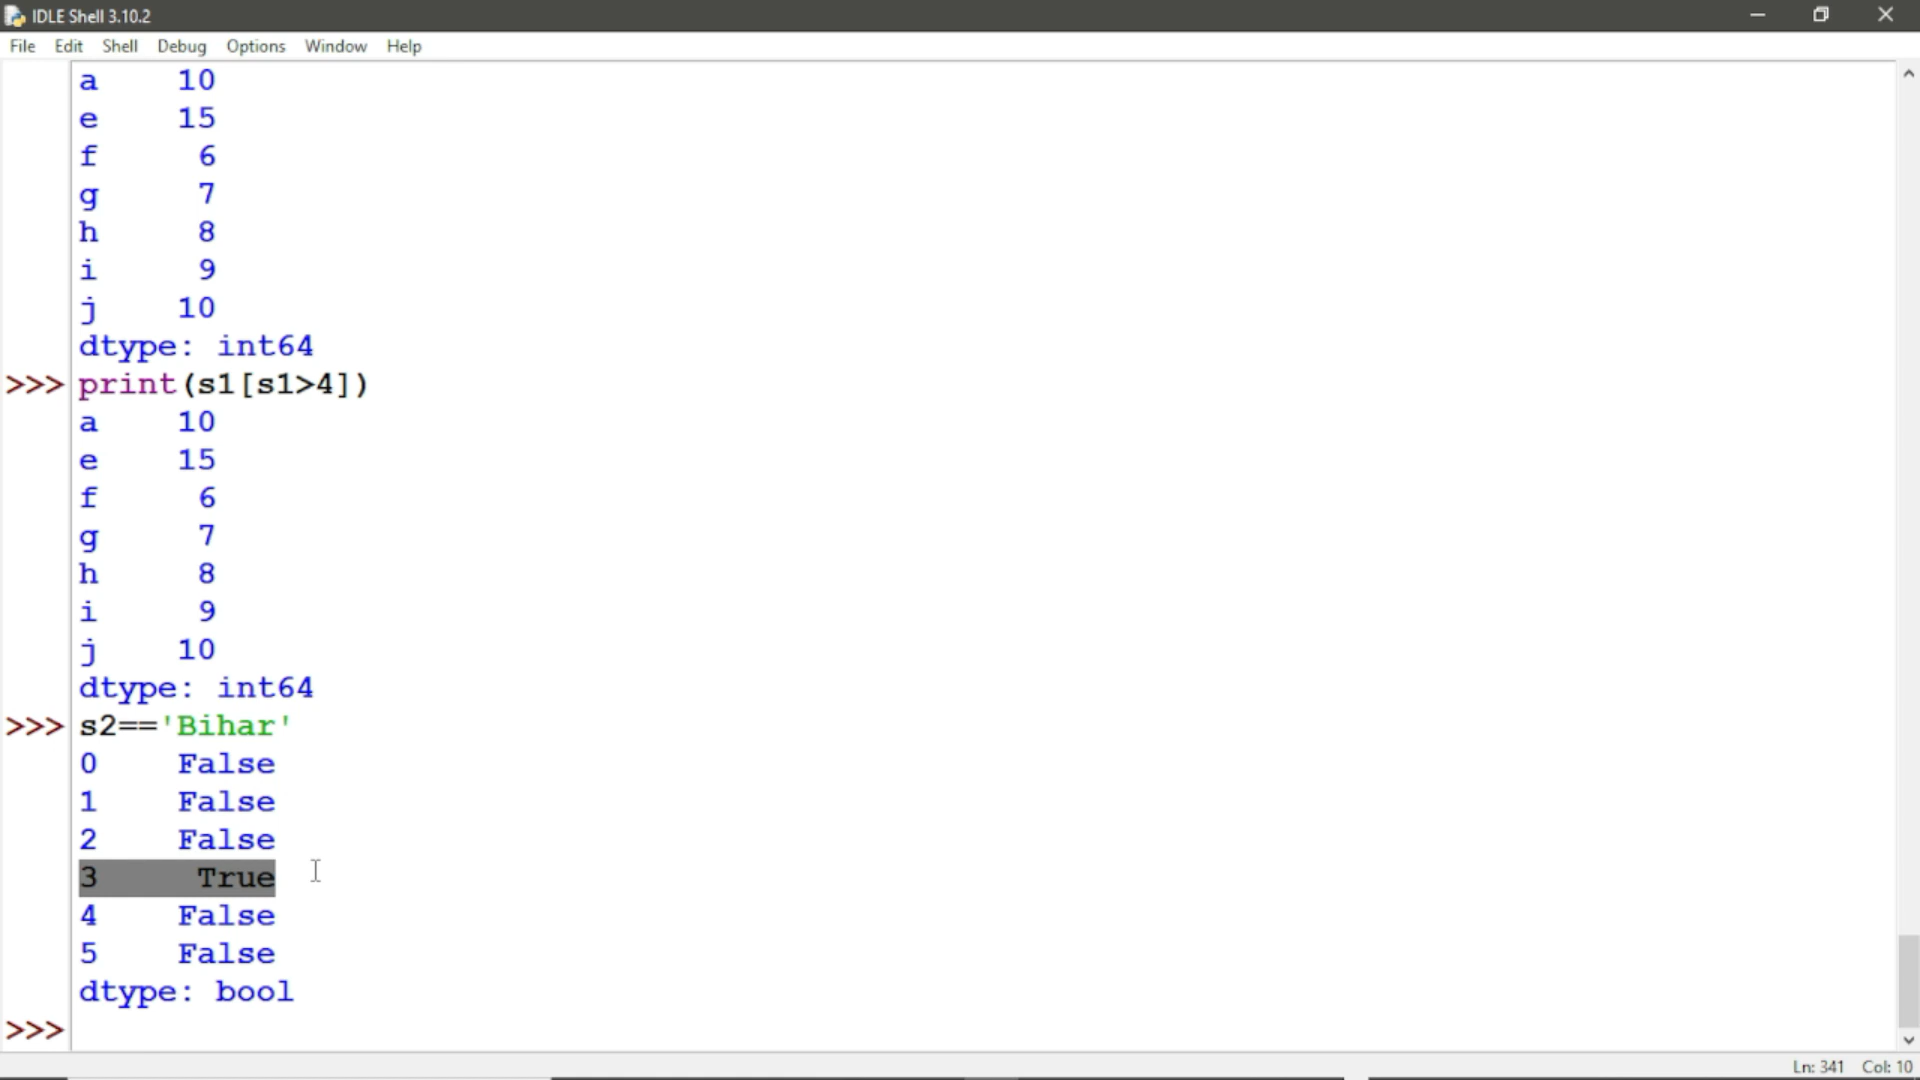 IDLE Shell 3.10.2
File Edit Shell Debug Options Window Help
a 10
e 15
f 6
g 7
h 8
i 9
j 10
dtype: int64
>>> print(s1[s1>4])
a 10
e 15
f 6
g 7
h 8
i 9
j 10
dtype: int64
>>> s2=='Bihar'
0 False
1 False
2 False
3 True
4 False
5 False
dtype: bool
>>>
Ln: 341 Col: 10